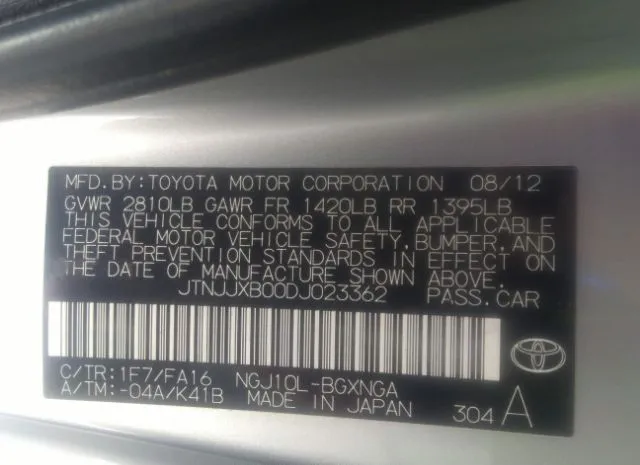 MFD. BY: TOYOTA MOTOR CORPORATION 08/12
GVWR 2810LB GAWR FR 1420LB RR 1395LB
THIS VEHICLE CONFORMS TO ALL APPLICABLE
FEDERAL MOTOR VEHICLE SAFETY, BUMPER, AND
THEFT PREVENTION STANDARDS IN EFFECT ON
THE DATE OF MANUFACTURE SHOWN ABOVE.
JTNJJXB00DJ023362 PASS. CAR
C/TR: 1F7/FA16 NGJ10L-BGXNGA
A/TM: -04A/K41B MADE IN JAPAN 304 A